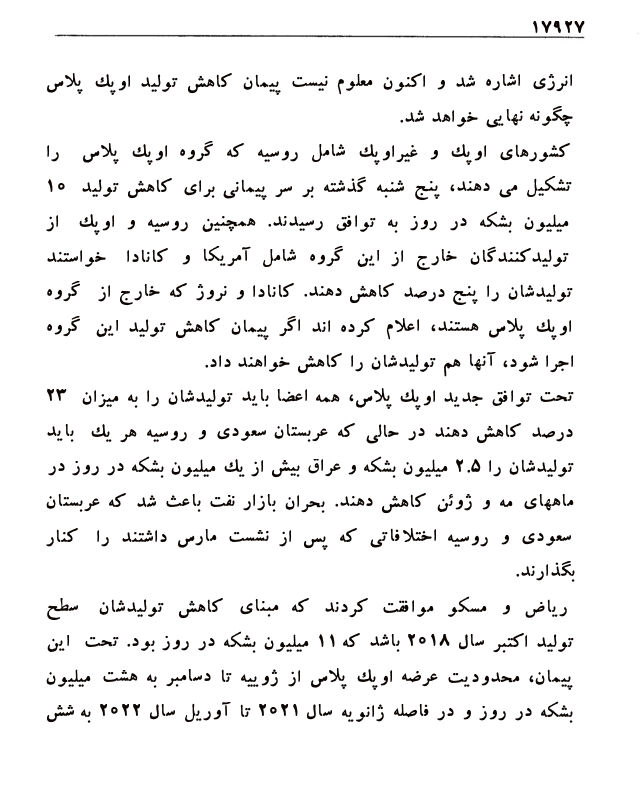 ۱۷۹۲۷
انرژی اشاره شد و اکنون معلوم نیست پیمان کاهش تولید اوپك پلاس
چگونه نهایی خواهد شد.
کشورهای اوپك و غیراوپك شامل روسیه که گروه اوپك پلاس را
تشکیل می دهند، پنج شنبه گذشته بر سر پیمانی برای کاهش تولید ۱۰
میلیون بشکه در روز به توافق رسیدند. همچنین روسیه و اوپك از
تولیدکنندگان خارج از این گروه شامل آمریکا و کانادا خواستند
تولیدشان را پنج درصد کاهش دهند. کانادا و نروژ که خارج از گروه
اوپك پلاس هستند، اعلام کرده اند اگر پیمان کاهش تولید این گروه
اجرا شود، آنها هم تولیدشان را کاهش خواهند داد.
تحت توافق جدید اوپك پلاس، همه اعضا باید تولیدشان را به میزان ۲۳
درصد کاهش دهند در حالی که عربستان سعودی و روسیه هر یك باید
تولیدشان را ۲.۵ میلیون بشکه و عراق بیش از یك میلیون بشکه در روز در
ماههای مه و ژوئن کاهش دهند. بحران بازار نفت باعث شد که عربستان
سعودی و روسیه اختلافاتی که پس از نشست مارس داشتند را کنار
بگذارند.
ریاض و مسکو موافقت کردند که مبنای کاهش تولیدشان سطح
تولید اکتبر سال ۲۰۱۸ باشد که ۱۱ میلیون بشکه در روز بود. تحت این
پیمان، محدودیت عرضه اوپك پلاس از ژوییه تا دسامبر به هشت میلیون
بشکه در روز و در فاصله ژانویه سال ۲۰۲۱ تا آوریل سال ۲۰۲۲ به شش